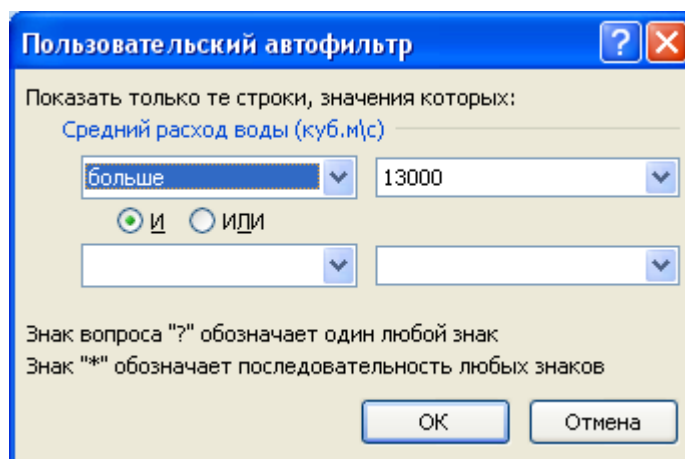 Пользовательский автофильтр
Показать только те строки, значения которых:
Средний расход воды (куб.м\с)
больше 13000
И ИЛИ
Знак вопроса "?" обозначает один любой знак
Знак "*" обозначает последовательность любых знаков
ОК Отмена